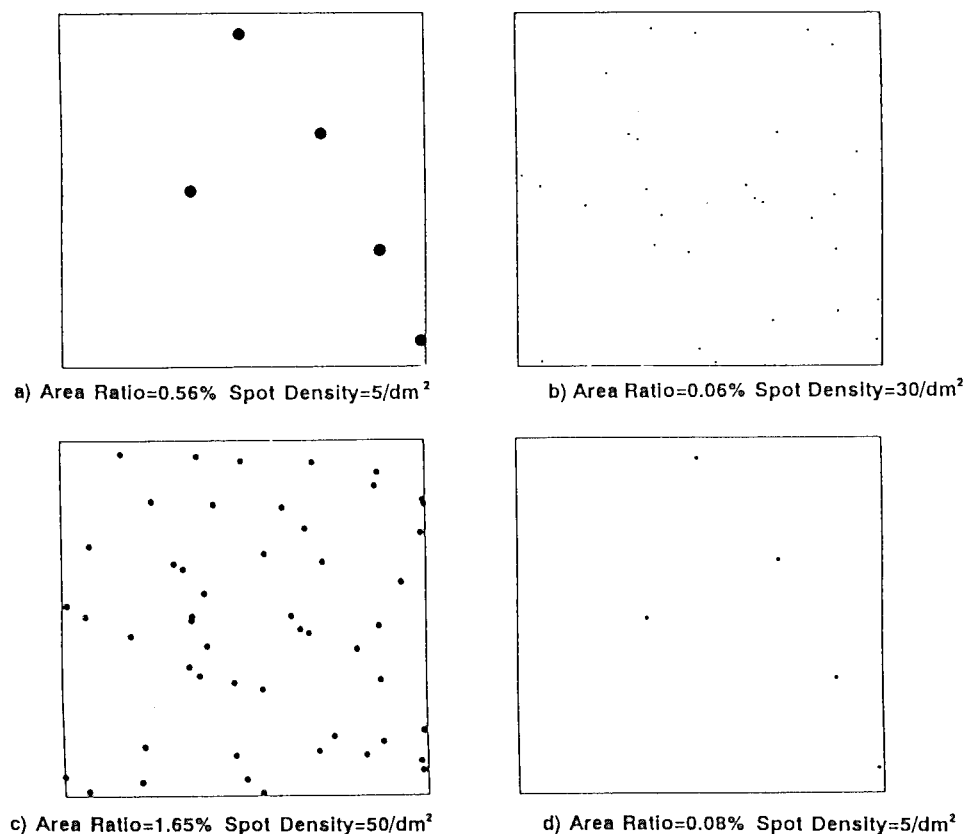 a) Area Ratio=0.56% Spot Density=5/dm²
b) Area Ratio=0.06% Spot Density=30/dm²
c) Area Ratio=1.65% Spot Density=50/dm²
d) Area Ratio=0.08% Spot Density=5/dm²